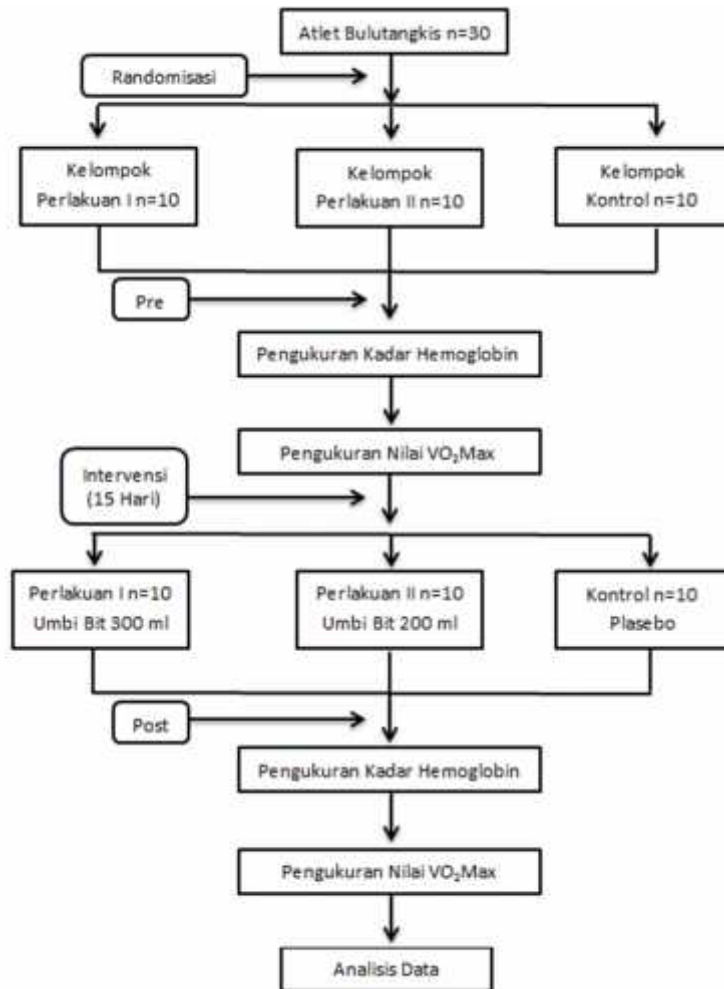 Atlet Bulutangkis n=30
Randomisasi
Kelompok
Perlakuan I n=10
Kelompok
Perlakuan II n=10
Kelompok
Kontrol n=10
Pre
Pengukuran Kadar Hemoglobin
Pengukuran Nilai VO₂Max
Intervensi
(15 Hari)
Perlakuan I n=10
Umbi Bit 300 ml
Perlakuan II n=10
Umbi Bit 200 ml
Kontrol n=10
Plasebo
Post
Pengukuran Kadar Hemoglobin
Pengukuran Nilai VO₂Max
Analisis Data